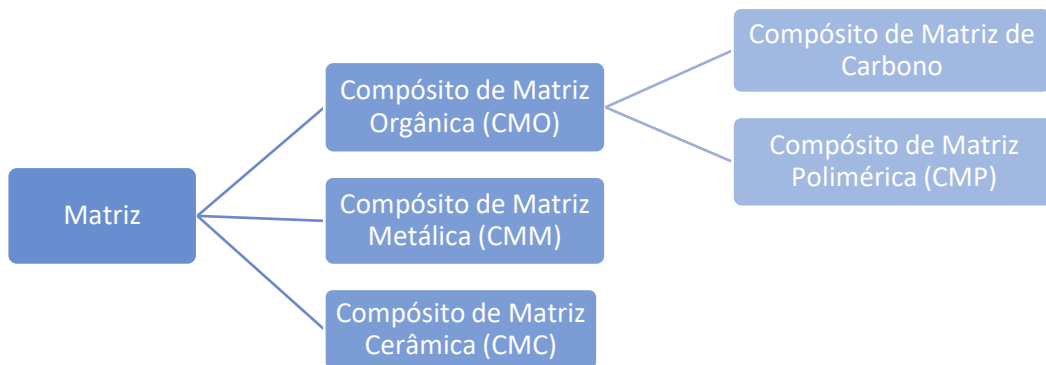 Matriz
Compósito de Matriz
Orgânica (CMO)
Compósito de Matriz de
Carbono
Compósito de Matriz
Polimérica (CMP)
Compósito de Matriz
Metálica (CMM)
Compósito de Matriz
Cerâmica (CMC)